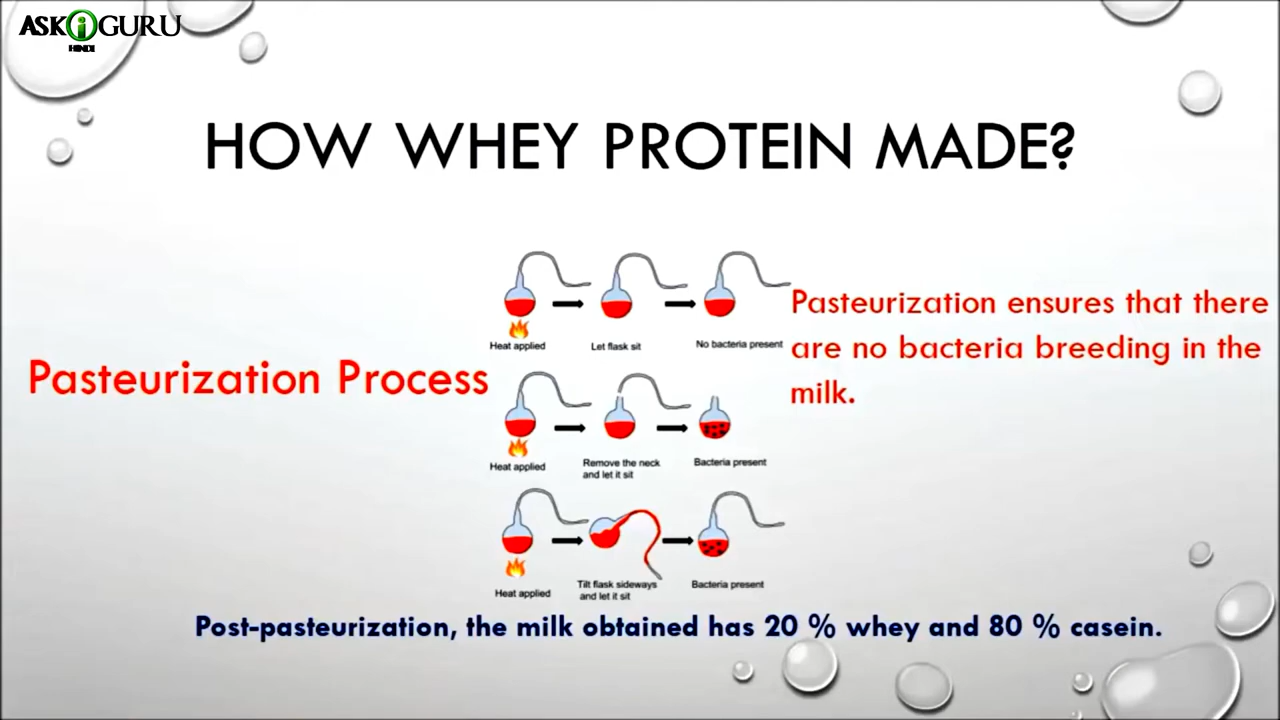 ASKiGURU
HINDI
HOW WHEY PROTEIN MADE?
Pasteurization Process
Heat applied
Let flask sit
No bacteria present
Heat applied
Remove the neck
and let it sit
Bacteria present
Heat applied
Tilt flask sideways
and let it sit
Bacteria present
Pasteurization ensures that there
are no bacteria breeding in the
milk.
Post-pasteurization, the milk obtained has 20 % whey and 80 % casein.